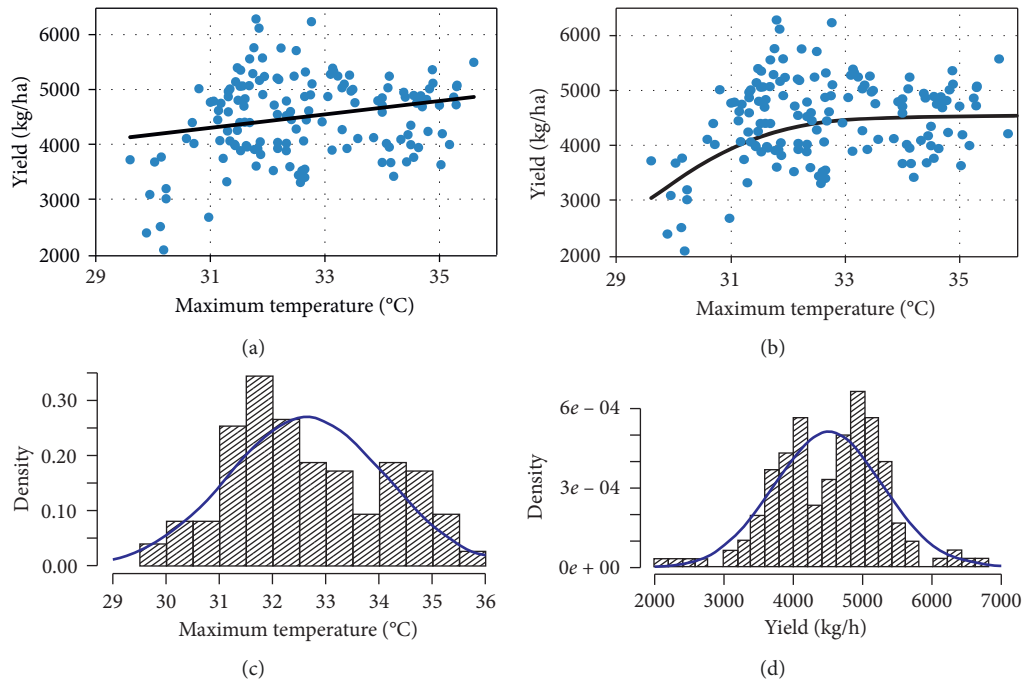 6000
5000
4000
3000
2000
Yield (kg/ha)
29
31
33
35
Maximum temperature (°C)
(a)
6000
5000
4000
3000
2000
Yield (kg/ha)
29
31
33
35
Maximum temperature (°C)
(b)
0.30
0.20
0.10
0.00
Density
29
31
32
33
34
35
36
Maximum temperature (°C)
(c)
6e – 04
3e – 04
0e + 00
Density
2000
3000
4000
5000
6000
7000
Yield (kg/h)
(d)